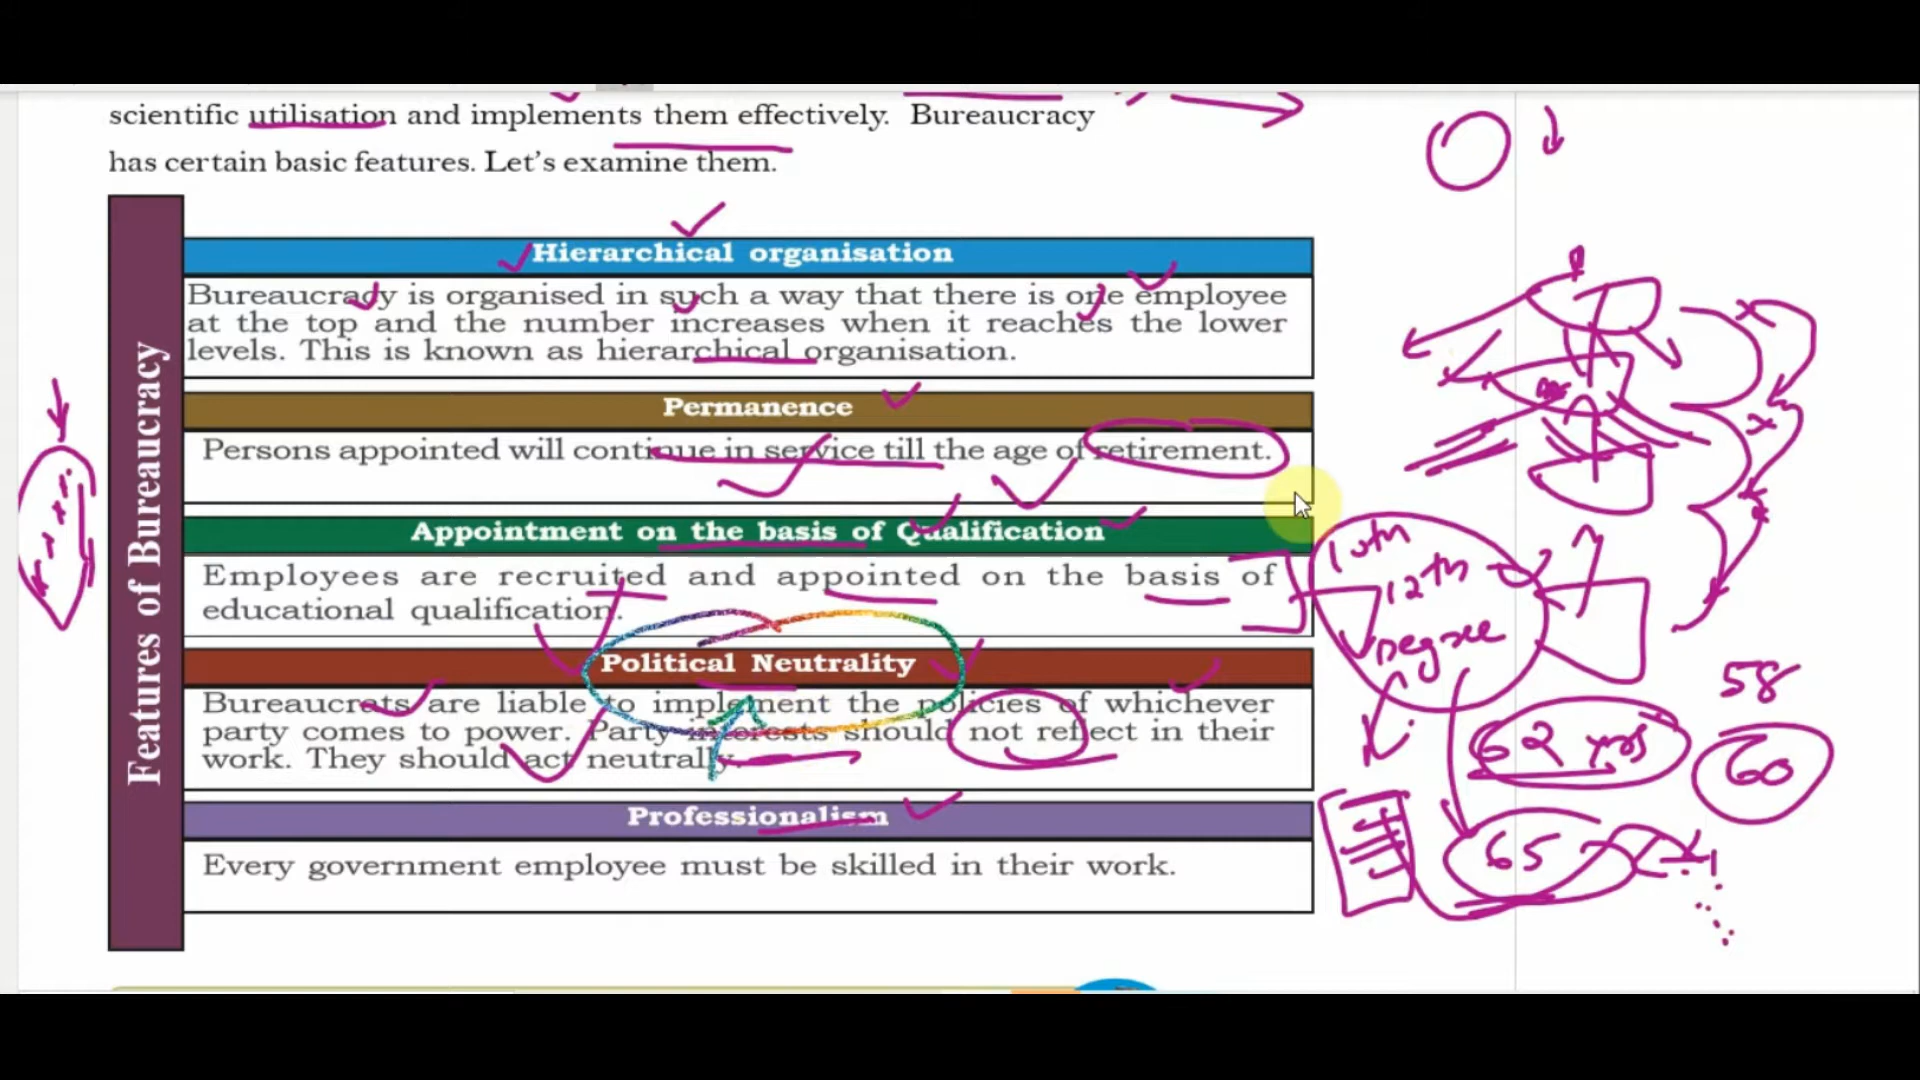 scientific utilisation and implements them effectively. Bureaucracy
has certain basic features. Let's examine them.
Features of Bureaucracy
Hierarchical organisation
Bureaucracy is organised in such a way that there is one employee
at the top and the number increases when it reaches the lower
levels. This is known as hierarchical organisation.
Permanence
Persons appointed will continue in service till the age of retirement.
Appointment on the basis of Qualification
Employees are recruited and appointed on the basis of
educational qualification.
Political Neutrality
Bureaucrats are liable to implement the policies of whichever
party comes to power. Party interests should not reflect in their
work. They should act neutrally.
Professionalism
Every government employee must be skilled in their work.
10th
12th
Degree
58
62 yrs
60
65